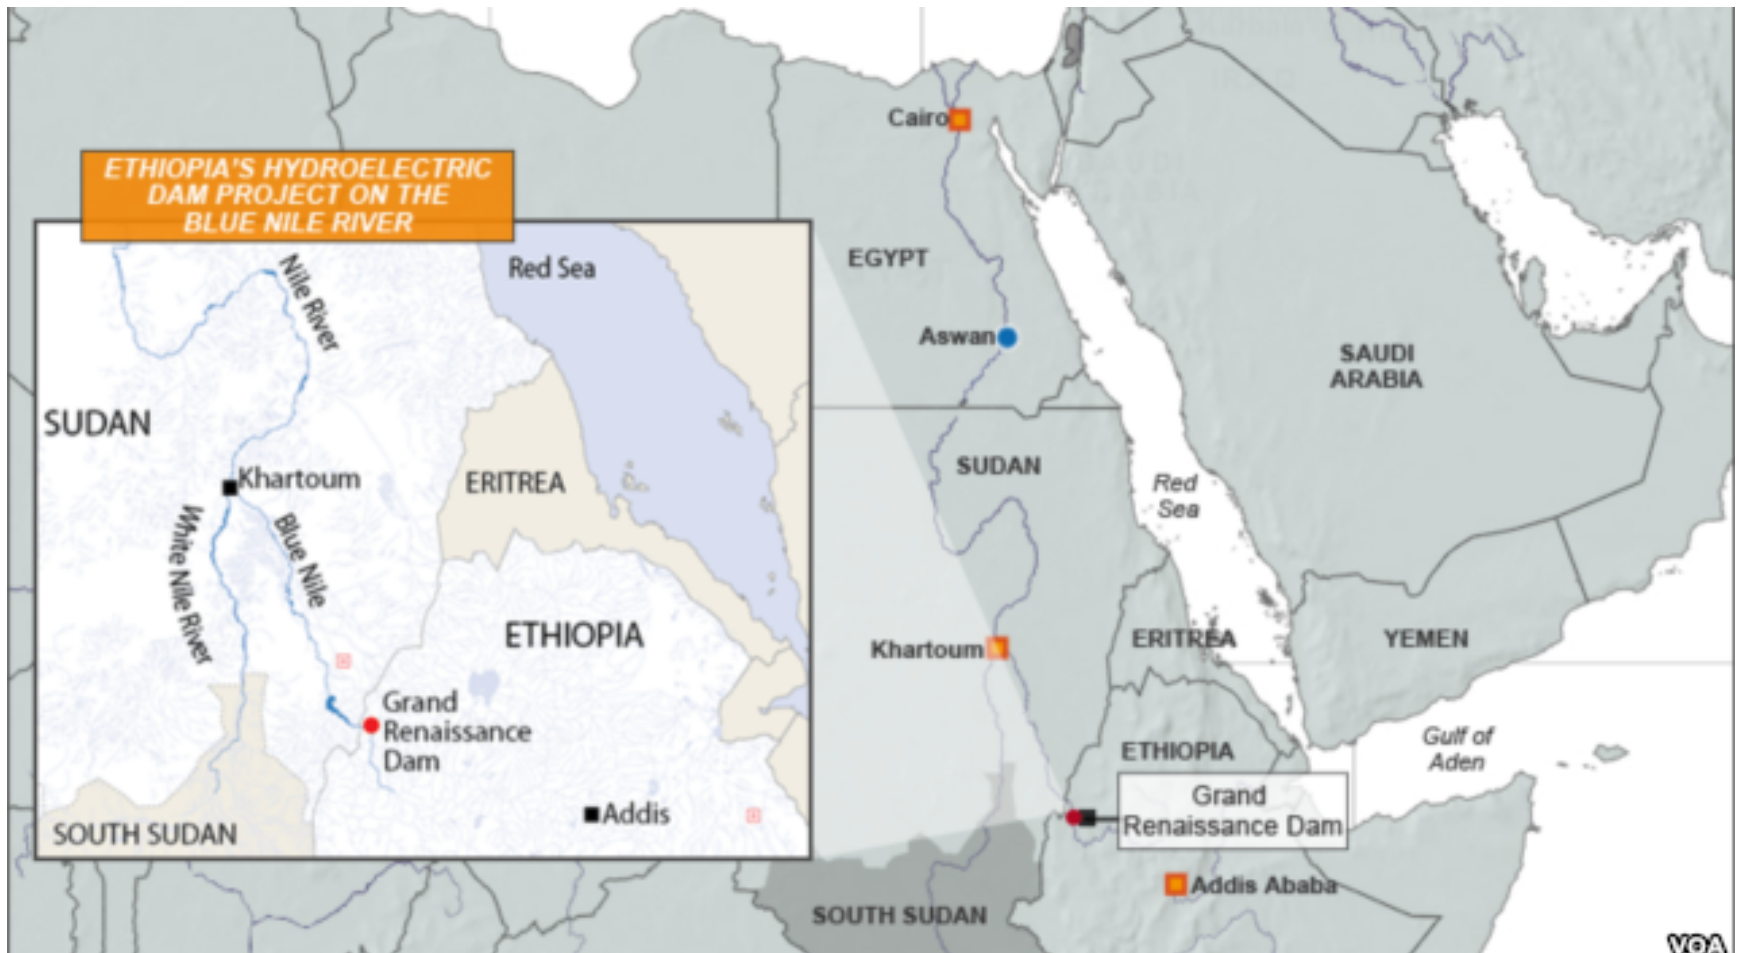 ETHIOPIA'S HYDROELECTRIC
DAM PROJECT ON THE
BLUE NILE RIVER
Red Sea
Nile River
SUDAN
Khartoum
ERITREA
White Nile River
Blue Nile
ETHIOPIA
Grand
Renaissance
Dam
Addis
SOUTH SUDAN
Cairo
EGYPT
Aswan
SAUDI
ARABIA
SUDAN
Red
Sea
Khartoum
ERITREA
YEMEN
ETHIOPIA
Gulf of
Aden
Grand
Renaissance Dam
Addis Ababa
SOUTH SUDAN
VOA